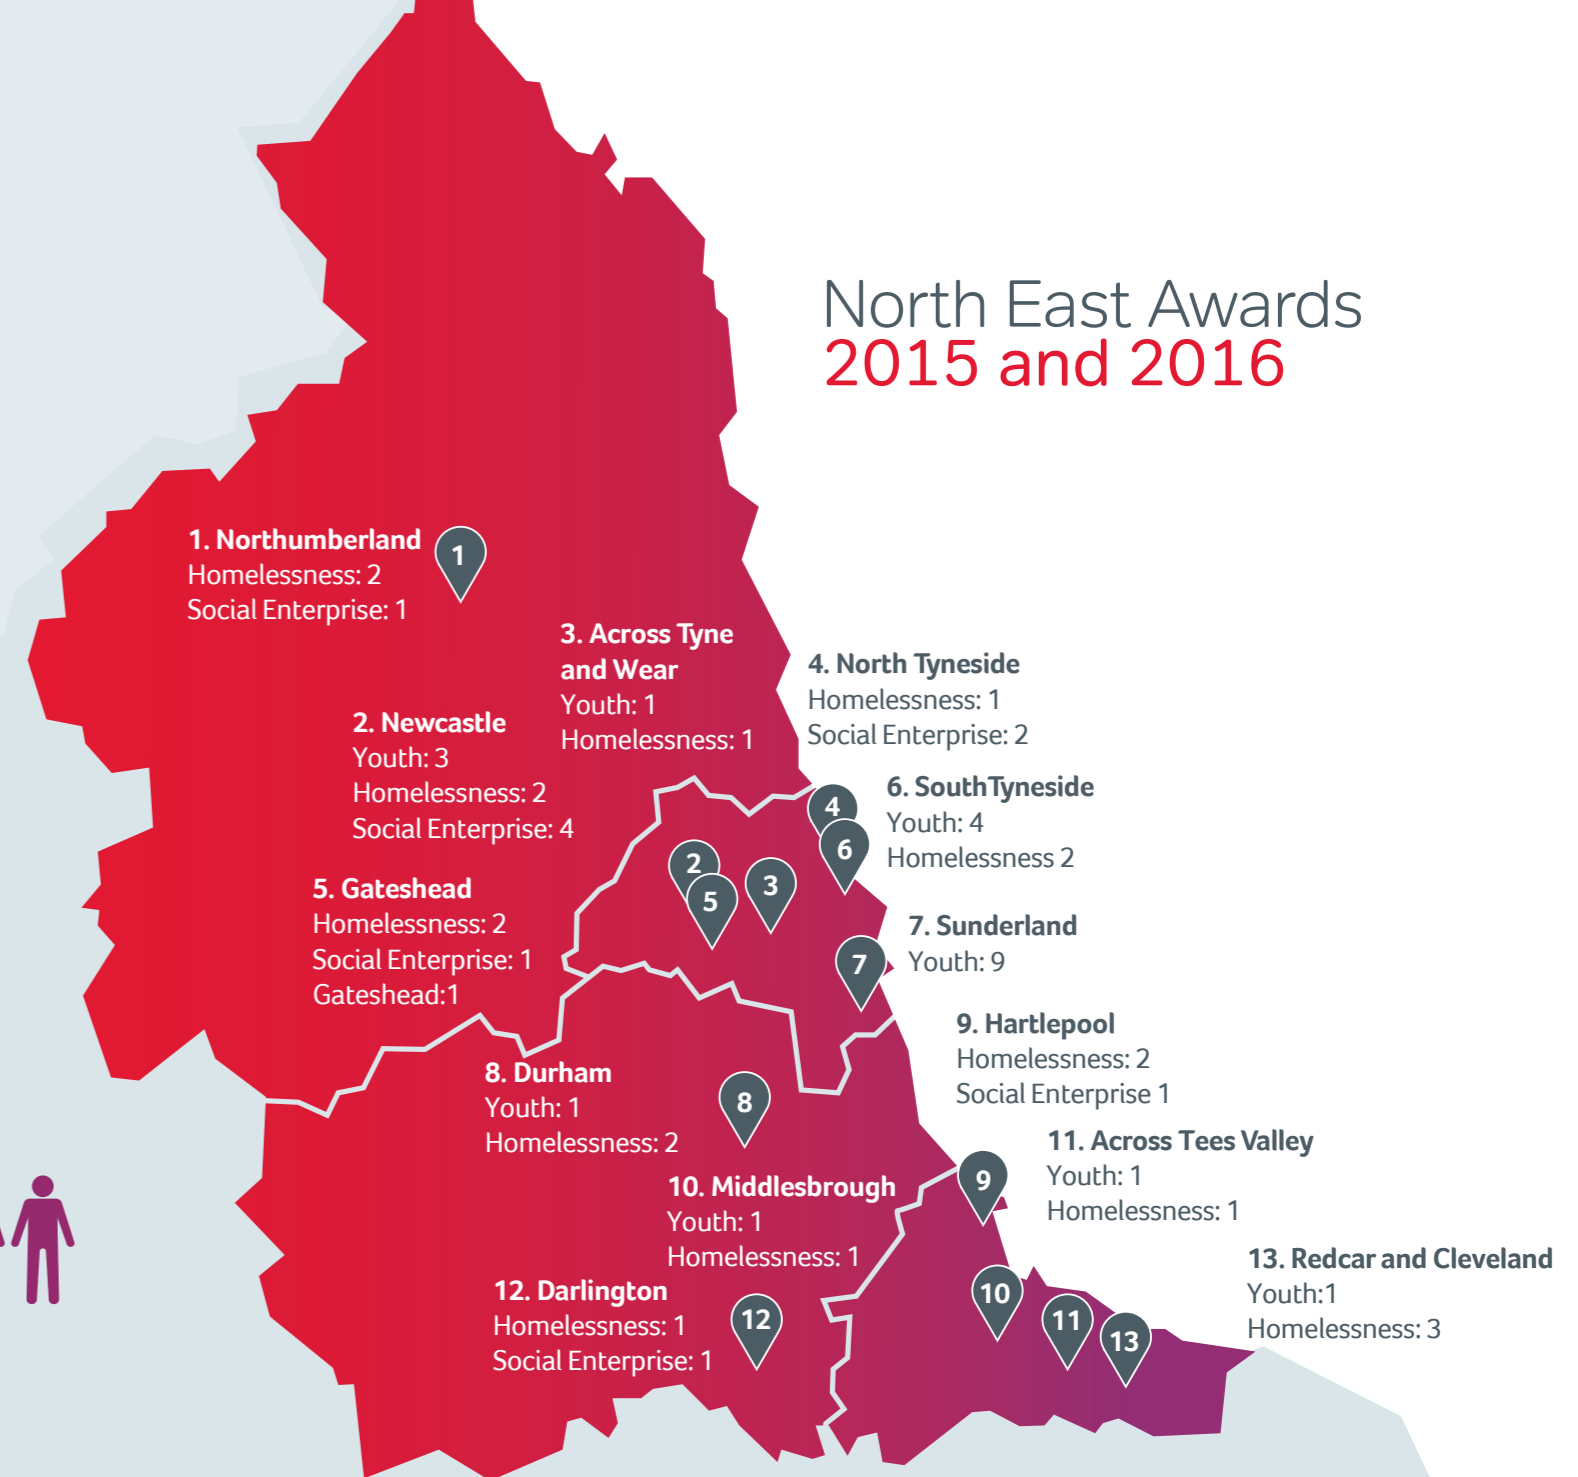 North East Awards
2015 and 2016
1. Northumberland
Homelessness: 2
Social Enterprise: 1
1
3. Across Tyne
and Wear
Youth: 1
Homelessness: 1
4. North Tyneside
Homelessness: 1
Social Enterprise: 2
2. Newcastle
Youth: 3
Homelessness: 2
Social Enterprise: 4
6. SouthTyneside
Youth: 4
Homelessness 2
4
6
2
5
3
5. Gateshead
Homelessness: 2
Social Enterprise: 1
Gateshead:1
7. Sunderland
Youth: 9
7
9. Hartlepool
Homelessness: 2
Social Enterprise 1
8. Durham
Youth: 1
Homelessness: 2
8
11. Across Tees Valley
Youth: 1
Homelessness: 1
9
10. Middlesbrough
Youth: 1
Homelessness: 1
13. Redcar and Cleveland
Youth:1
Homelessness: 3
12. Darlington
Homelessness: 1
Social Enterprise: 1
12
10
11
13